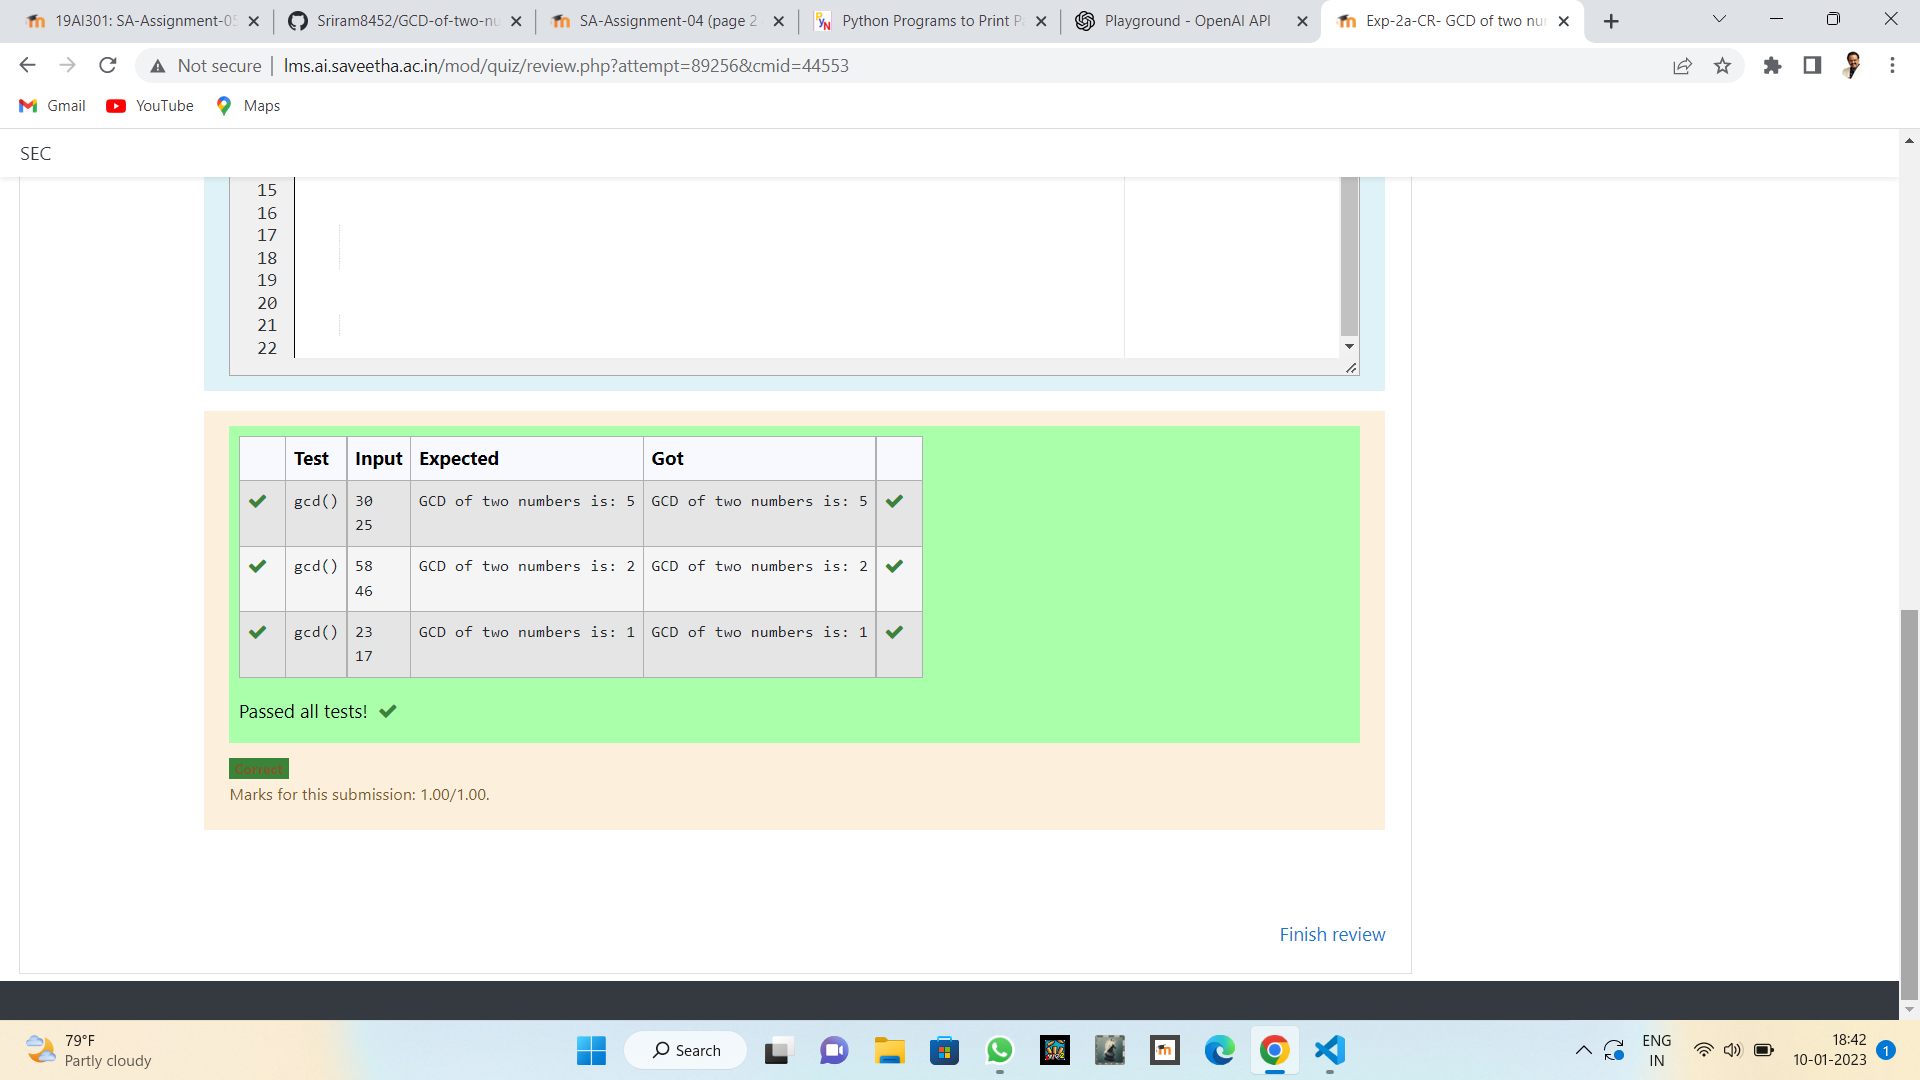 19AI301: SA-Assignment-05
Sriram8452/GCD-of-two-nu
SA-Assignment-04 (page 2
Python Programs to Print Pa
Playground - OpenAI API
Exp-2a-CR- GCD of two nu
Not secure | lms.ai.saveetha.ac.in/mod/quiz/review.php?attempt=89256&cmid=44553
Gmail YouTube Maps
SEC
15
16
17
18
19
20
21
22
Test Input Expected Got
gcd() 30 GCD of two numbers is: 5 GCD of two numbers is: 5
25
gcd() 58 GCD of two numbers is: 2 GCD of two numbers is: 2
46
gcd() 23 GCD of two numbers is: 1 GCD of two numbers is: 1
17
Passed all tests!
Correct
Marks for this submission: 1.00/1.00.
Finish review
79°F
Partly cloudy
Search
ENG
IN
18:42
10-01-2023
1